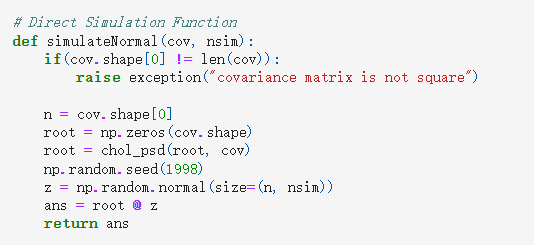 # Direct Simulation Function
def simulateNormal(cov, nsim):
    if(cov.shape[0] != len(cov)):
        raise exception("covariance matrix is not square")

    n = cov.shape[0]
    root = np.zeros(cov.shape)
    root = chol_psd(root, cov)
    np.random.seed(1998)
    z = np.random.normal(size=(n, nsim))
    ans = root @ z
    return ans